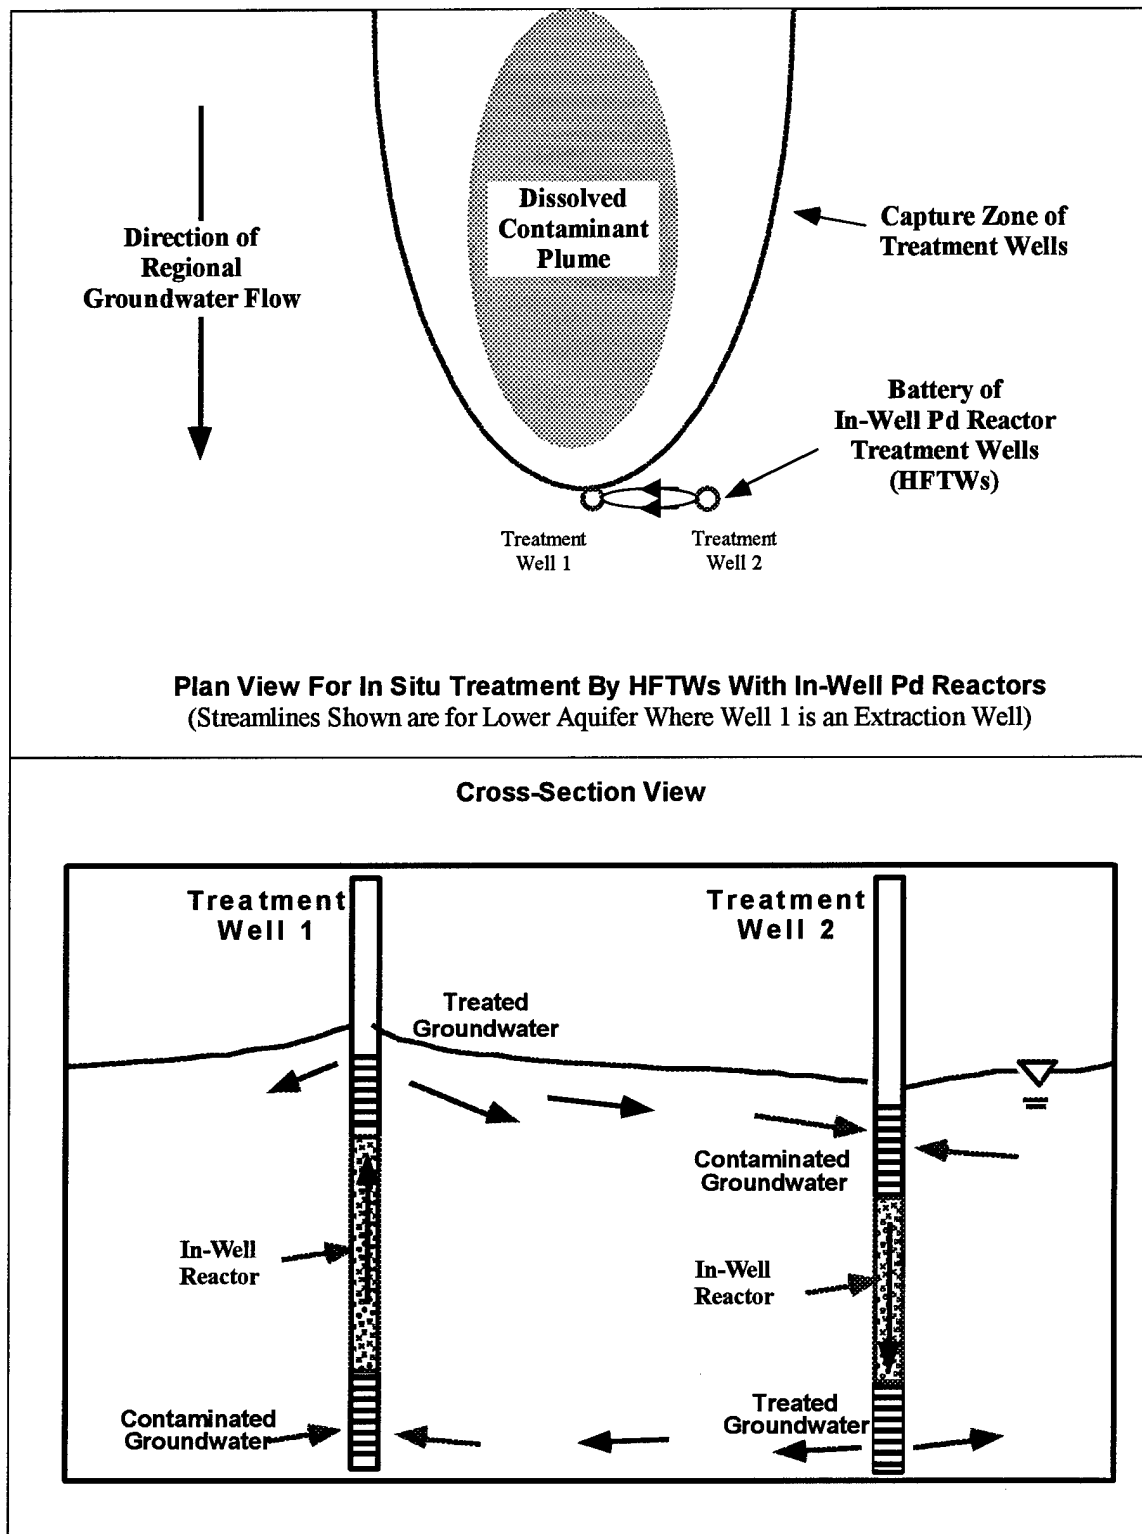 Dissolved
Contaminant
Plume
Direction of
Regional
Groundwater Flow
Capture Zone of
Treatment Wells
Battery of
In-Well Pd Reactor
Treatment Wells
(HFTWs)
Treatment
Well 1
Treatment
Well 2
Plan View For In Situ Treatment By HFTWs With In-Well Pd Reactors
(Streamlines Shown are for Lower Aquifer Where Well 1 is an Extraction Well)
Cross-Section View
Treatment
Well 1
Treatment
Well 2
Treated
Groundwater
Contaminated
Groundwater
In-Well
Reactor
In-Well
Reactor
Contaminated
Groundwater
Treated
Groundwater